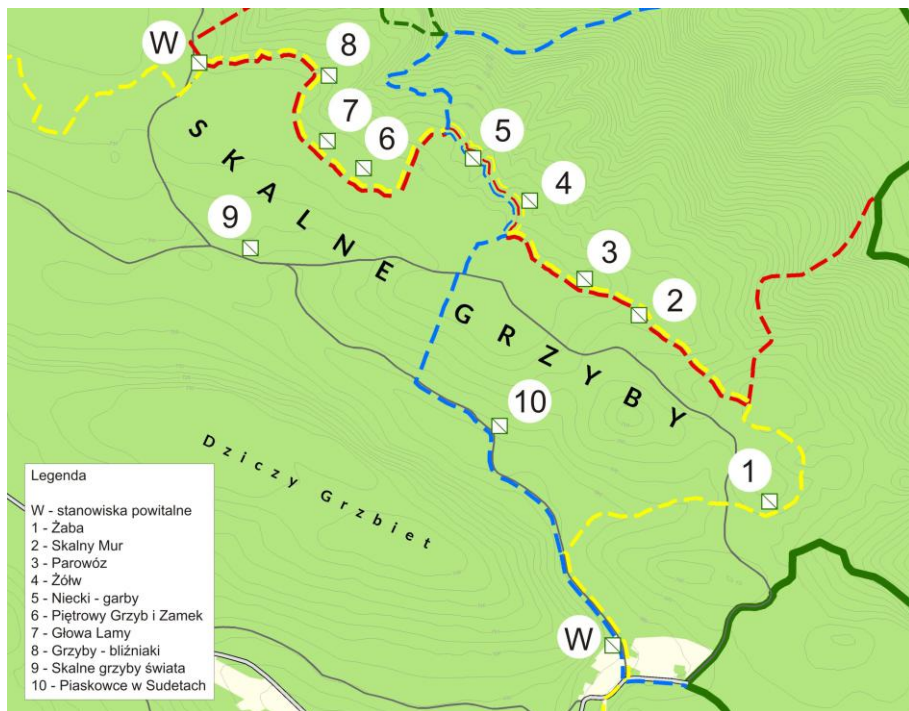 W
8
7
6
5
4
9
3
2
10
1
W
SKALNE GRZYBY
Dziczy Grzbiet
Legenda
W - stanowiska powitalne
1 - Żaba
2 - Skalny Mur
3 - Parowóz
4 - Żółw
5 - Niecki - garby
6 - Piętrowy Grzyb i Zamek
7 - Głowa Lamy
8 - Grzyby - bliźniaki
9 - Skalne grzyby świata
10 - Piaskowce w Sudetach